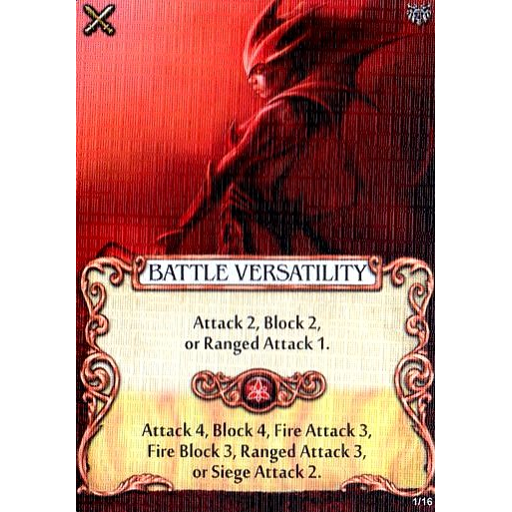 BATTLE VERSATILITY
Attack 2, Block 2,
or Ranged Attack 1.
Attack 4, Block 4, Fire Attack 3,
Fire Block 3, Ranged Attack 3,
or Siege Attack 2.
1/16